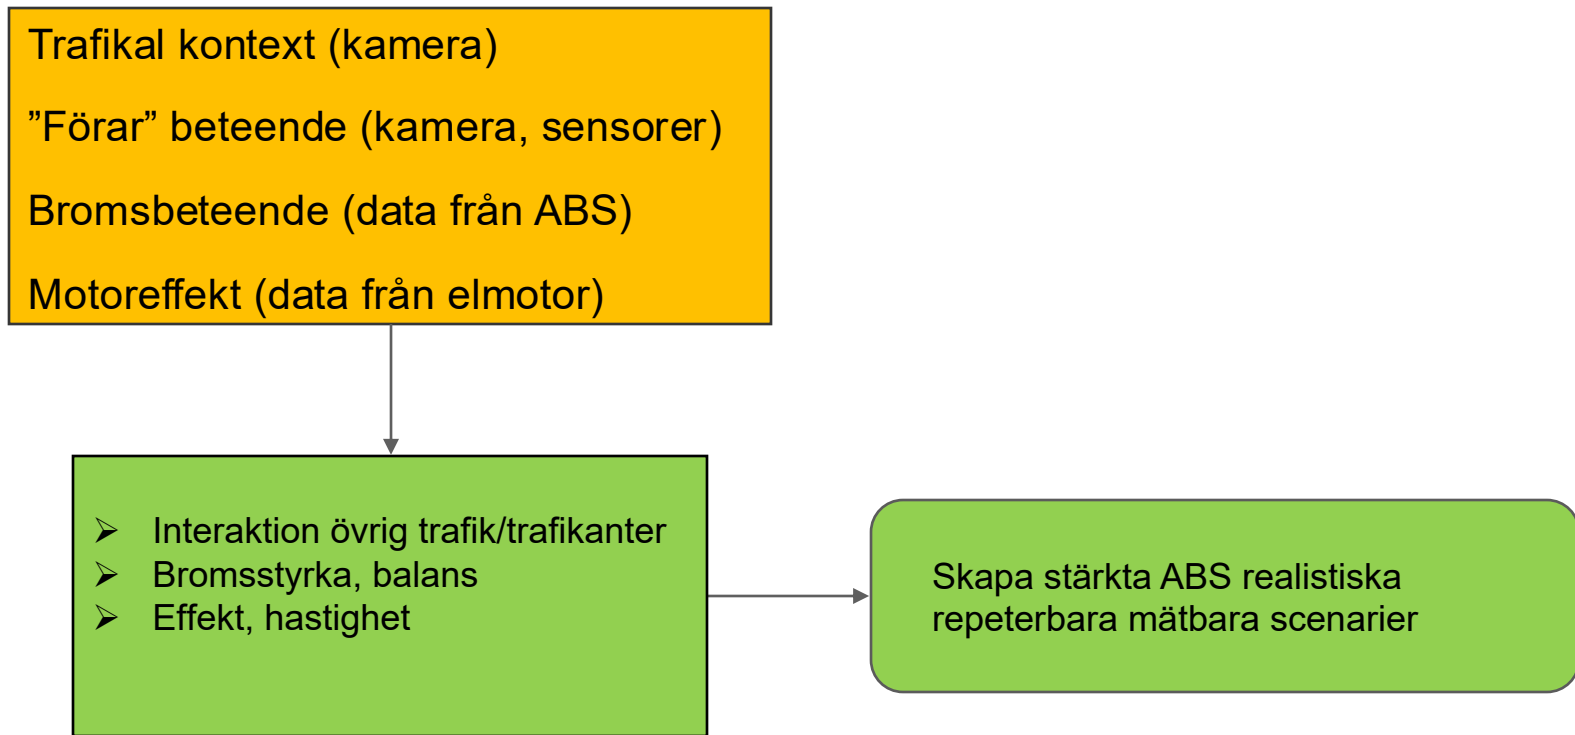 Trafikal kontext (kamera)
”Förar” beteende (kamera, sensorer)
Bromsbeteende (data från ABS)
Motoreffekt (data från elmotor)
➢ Interaktion övrig trafik/trafikanter
➢ Bromsstyrka, balans
➢ Effekt, hastighet
Skapa stärkta ABS realistiska
repeterbara mätbara scenarier